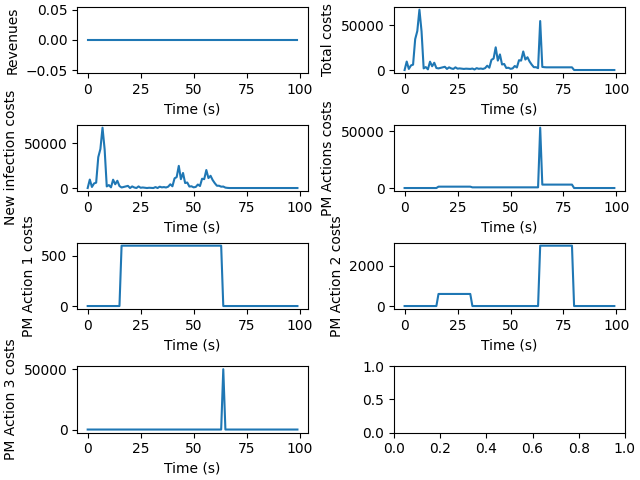 Revenues
0.05
0.00
−0.05
0 25 50 75 100
Time (s)
Total costs
50000
0
0 25 50 75 100
Time (s)
New infection costs
50000
0
0 25 50 75 100
Time (s)
PM Actions costs
50000
0
0 25 50 75 100
Time (s)
PM Action 1 costs
500
0
0 25 50 75 100
Time (s)
PM Action 2 costs
2000
0
0 25 50 75 100
Time (s)
PM Action 3 costs
50000
0
0 25 50 75 100
Time (s)
1.0
0.5
0.0
0.0 0.2 0.4 0.6 0.8 1.0